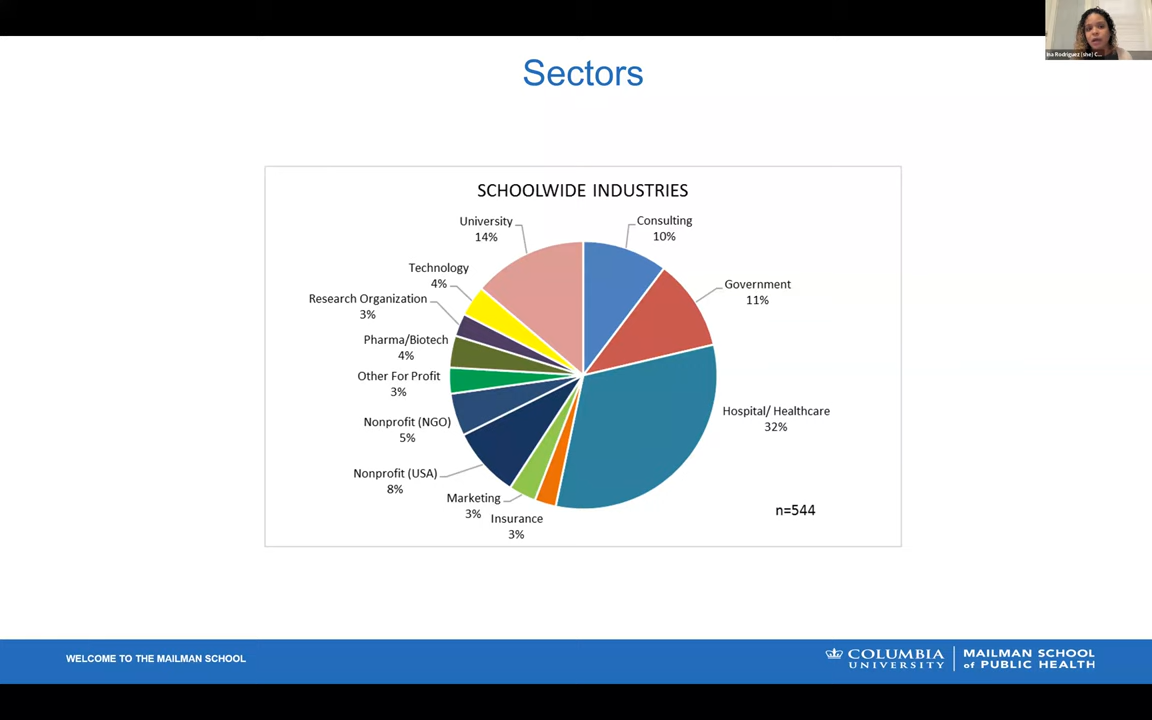 Sectors
SCHOOLWIDE INDUSTRIES
University
14%
Consulting
10%
Technology
4%
Government
11%
Research Organization
3%
Pharma/Biotech
4%
Other For Profit
3%
Hospital/ Healthcare
32%
Nonprofit (NGO)
5%
Nonprofit (USA)
8%
Marketing
3%
Insurance
3%
n=544
WELCOME TO THE MAILMAN SCHOOL
COLUMBIA
UNIVERSITY
MAILMAN SCHOOL
of PUBLIC HEALTH
Rodriguez (she) C...